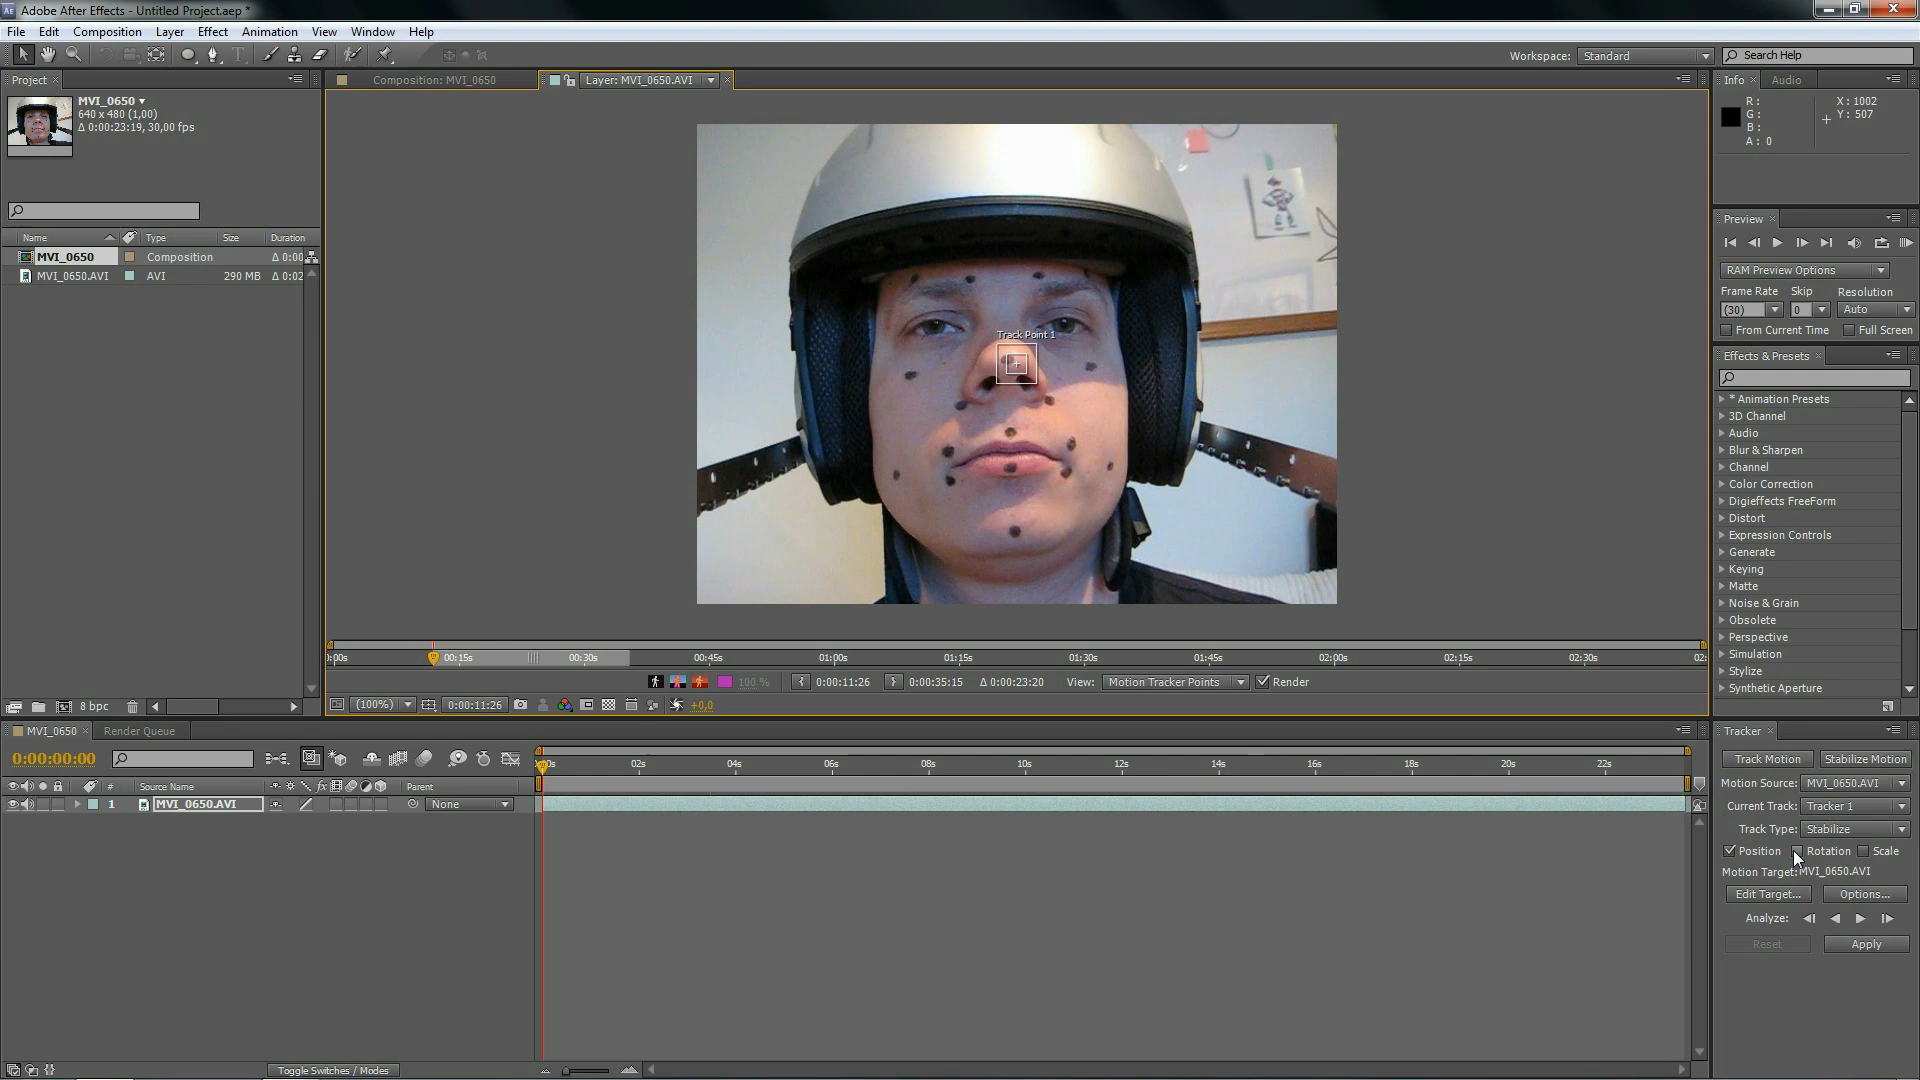 Adobe After Effects - Untitled Project.aep *
File Edit Composition Layer Effect Animation View Window Help
Workspace: Standard Search Help
Project
MVI_0650
640 x 480 (1,00)
Δ 0:00:23:19, 30,00 fps
Name Type Size Duration
MVI_0650 Composition Δ 0:00
MVI_0650.AVI AVI 290 MB Δ 0:02
8 bpc
Composition: MVI_0650 Layer: MVI_0650.AVI
Track Point 1
0:00s 00:15s 00:30s 00:45s 01:00s 01:15s 01:30s 01:45s 02:00s 02:15s 02:30s 02:
100 % 0:00:11:26 0:00:35:15 Δ 0:00:23:20 View: Motion Tracker Points Render
(100%) 0:00:11:26 +0,0
Info Audio
R : X : 1002
G : Y : 507
B :
A : 0
Preview
RAM Preview Options
Frame Rate Skip Resolution
(30) 0 Auto
From Current Time Full Screen
Effects & Presets
* Animation Presets
3D Channel
Audio
Blur & Sharpen
Channel
Color Correction
Digieffects FreeForm
Distort
Expression Controls
Generate
Keying
Matte
Noise & Grain
Obsolete
Perspective
Simulation
Stylize
Synthetic Aperture
MVI_0650 Render Queue
0:00:00:00
# Source Name Parent
1 MVI_0650.AVI None
02s 04s 06s 08s 10s 12s 14s 16s 18s 20s 22s
Toggle Switches / Modes
Tracker
Track Motion Stabilize Motion
Motion Source: MVI_0650.AVI
Current Track: Tracker 1
Track Type: Stabilize
Position Rotation Scale
Motion Target: MVI_0650.AVI
Edit Target... Options...
Analyze:
Reset Apply